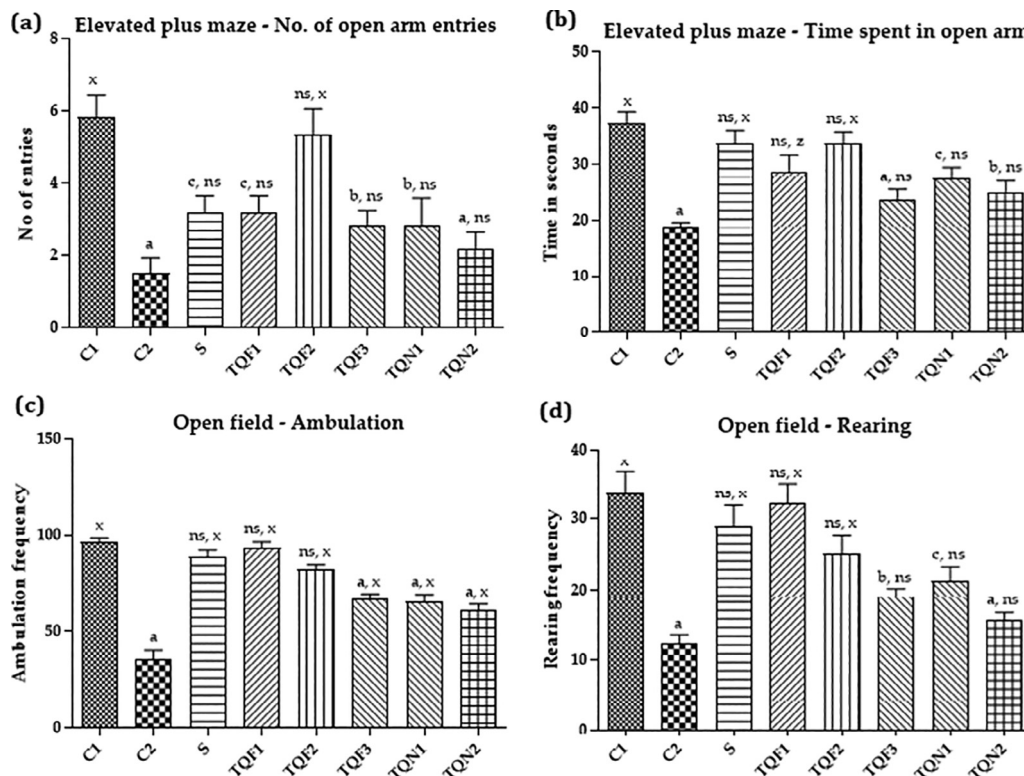 (a)
Elevated plus maze - No. of open arm entries
No of entries
8
6
4
2
0
x
a
c, ns
c, ns
ns, x
b, ns
b, ns
a, ns
C1
C2
S
TQF1
TQF2
TQF3
TQN1
TQN2
(b)
Elevated plus maze - Time spent in open arm
Time in seconds
50
40
30
20
10
0
x
a
ns, x
ns, z
ns, x
a, ns
c, ns
b, ns
C1
C2
S
TQF1
TQF2
TQF3
TQN1
TQN2
(c)
Open field - Ambulation
Ambulation frequency
150
100
50
0
x
a
ns, x
ns, x
ns, x
a, x
a, x
a, x
C1
C2
S
TQF1
TQF2
TQF3
TQN1
TQN2
(d)
Open field - Rearing
Rearing frequency
40
30
20
10
0
x
a
ns, x
ns, x
ns, x
b, ns
c, ns
a, ns
C1
C2
S
TQF1
TQF2
TQF3
TQN1
TQN2